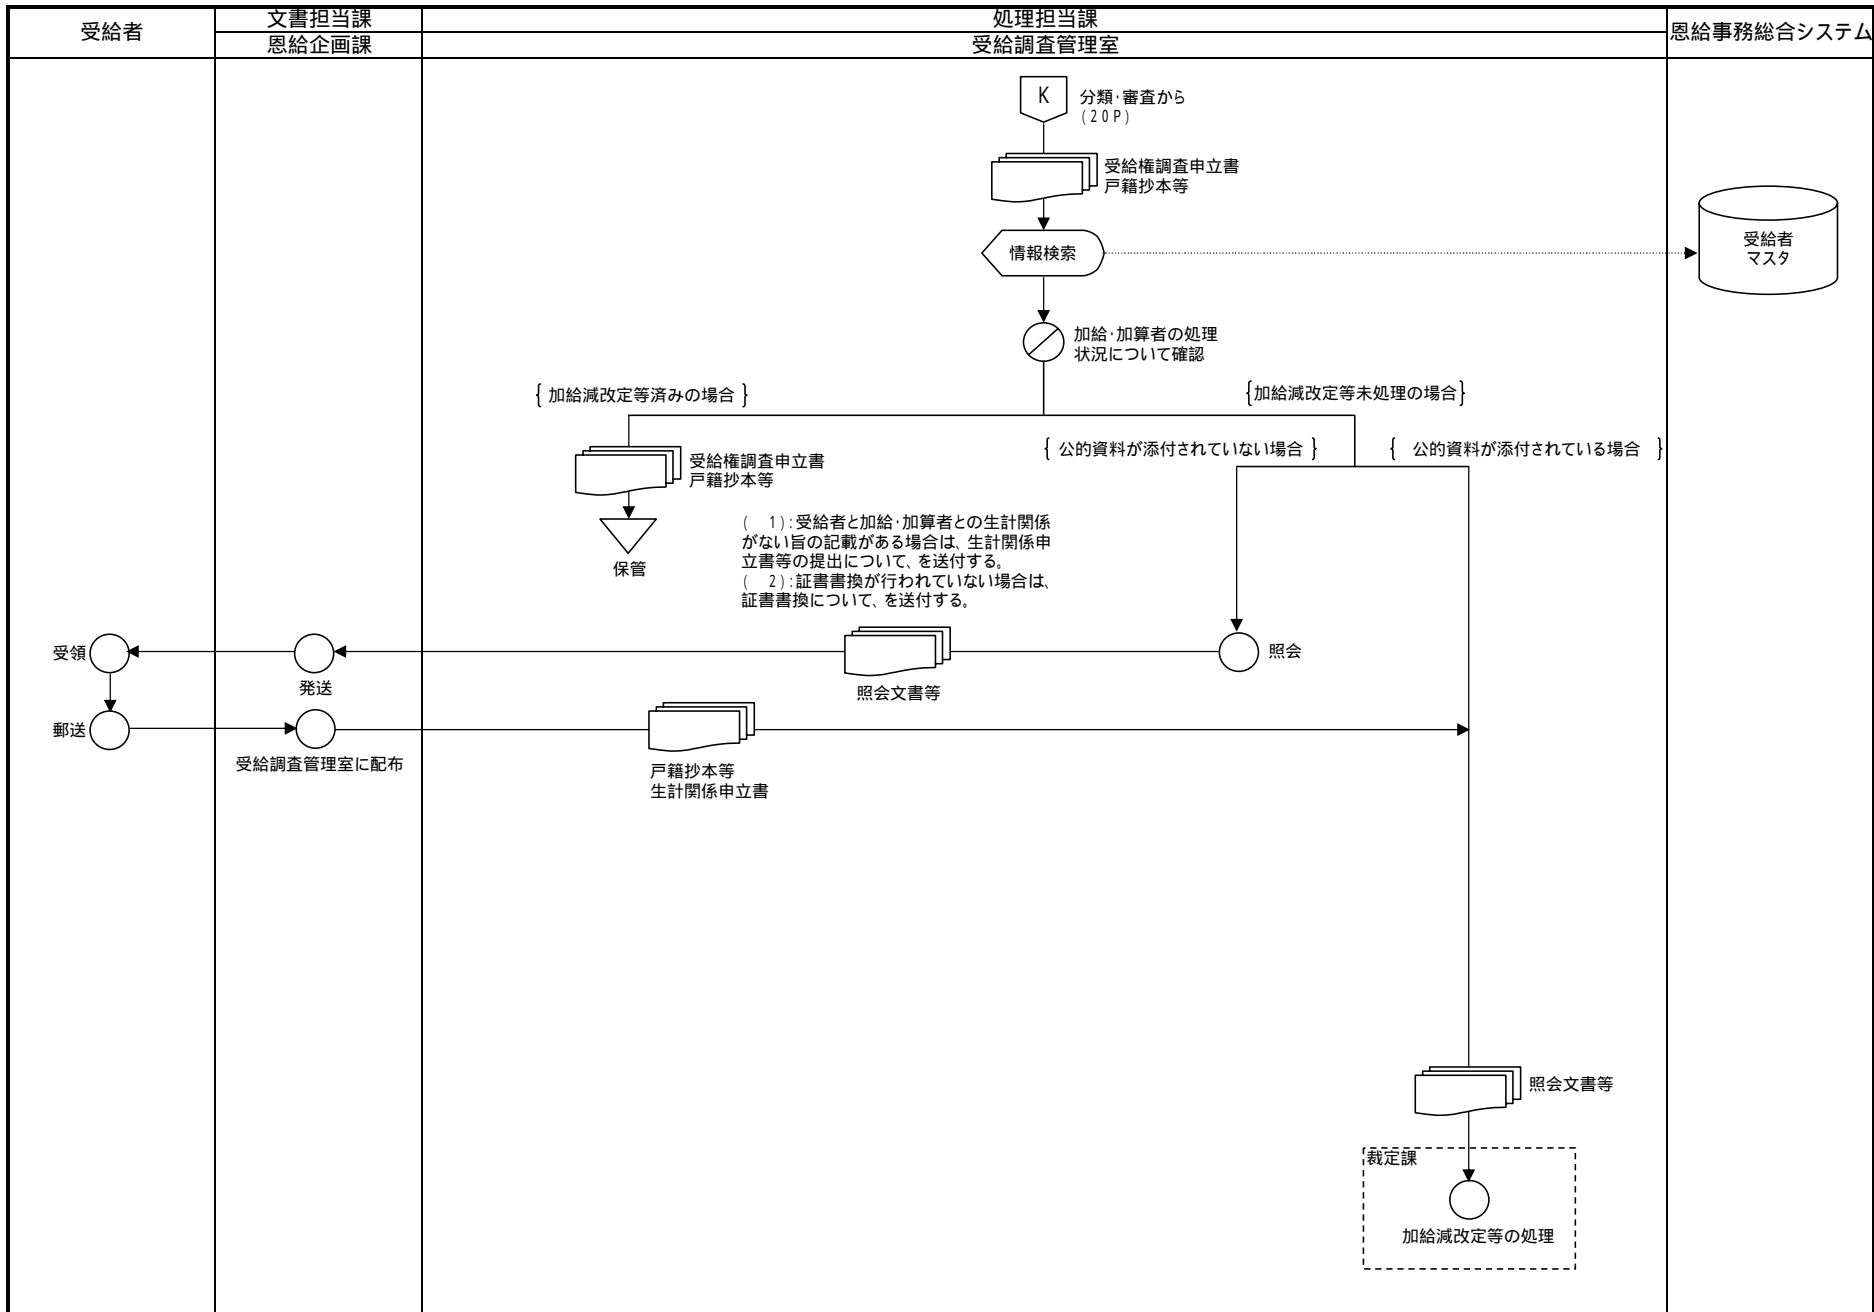 受給者
文書担当課
恩給企画課
処理担当課
受給調査管理室
恩給事務総合システム
K
分類・審査から
(20P)
受給権調査申立書
戸籍抄本等
情報検索
受給者
マスタ
加給・加算者の処理
状況について確認
{ 加給減改定等済みの場合 }
{加給減改定等未処理の場合}
{ 公的資料が添付されていない場合 }
{ 公的資料が添付されている場合 }
受給権調査申立書
戸籍抄本等
保管
( 1):受給者と加給・加算者との生計関係
がない旨の記載がある場合は、生計関係申
立書等の提出について、を送付する。
( 2):証書書換が行われていない場合は、
証書書換について、を送付する。
受領
発送
照会文書等
照会
郵送
受給調査管理室に配布
戸籍抄本等
生計関係申立書
照会文書等
裁定課
加給減改定等の処理